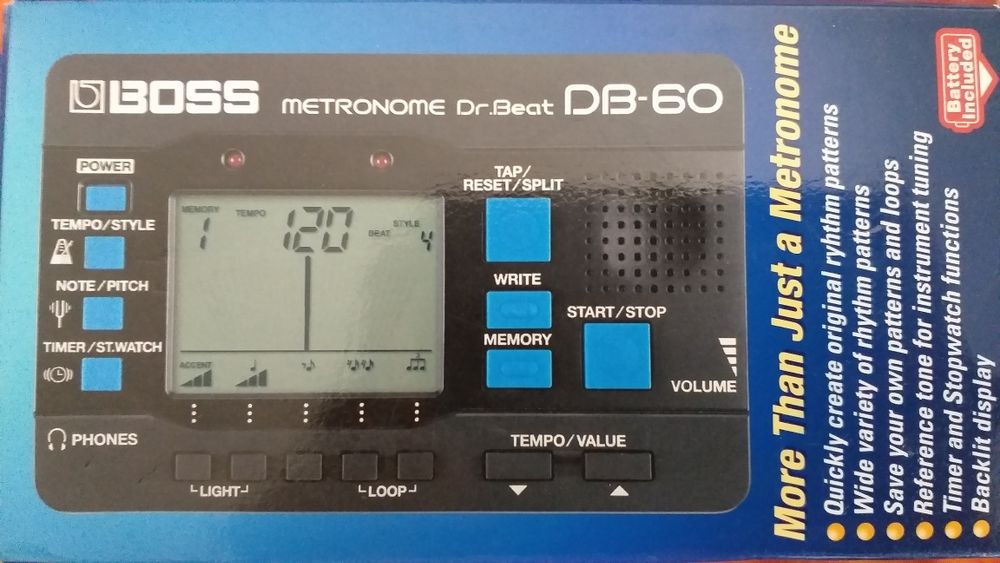 BOSS METRONOME Dr.Beat DB-60
POWER
TEMPO/STYLE
NOTE/PITCH
TIMER/ST.WATCH
PHONES
MEMORY TEMPO STYLE
1 120 BEAT 4
ACCENT
LIGHT
LOOP
TAP/
RESET/SPLIT
WRITE
MEMORY
START/STOP
VOLUME
TEMPO/VALUE
More Than Just a Metronome
Quickly create original ryhthm patterns
Wide variety of rhythm patterns
Save your own patterns and loops
Reference tone for instrument tuning
Timer and Stopwatch functions
Backlit display
Battery
Included